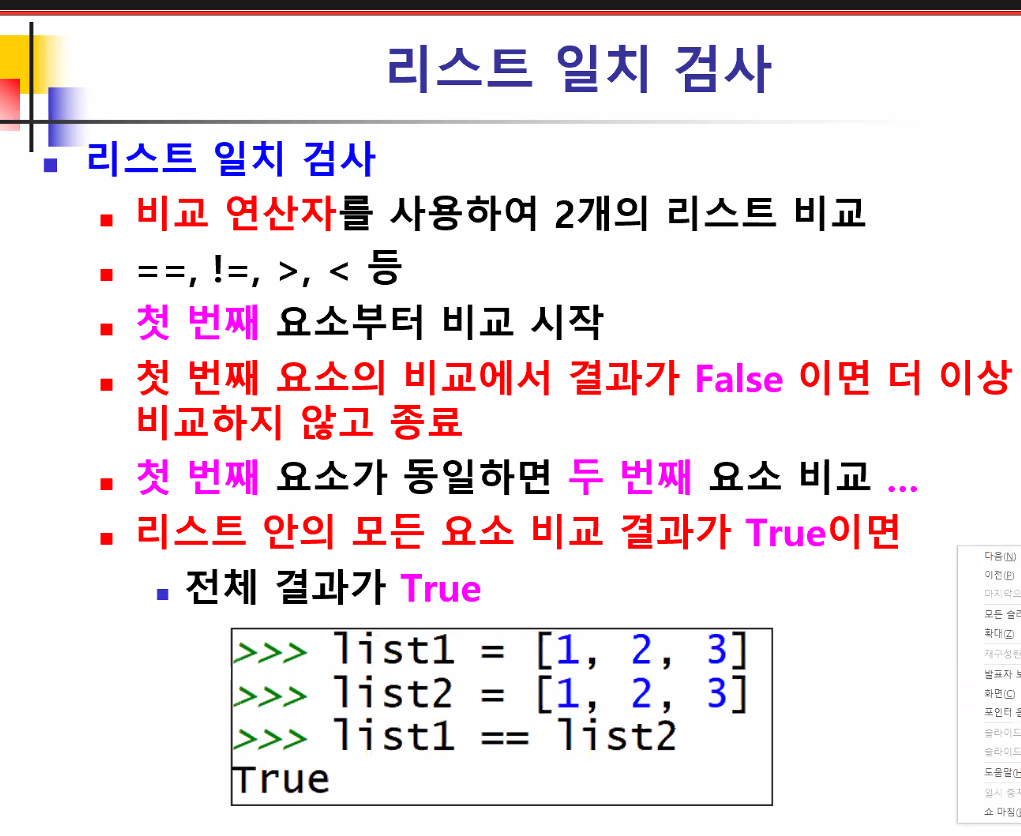 리스트 일치 검사
리스트 일치 검사
비교 연산자를 사용하여 2개의 리스트 비교
==, !=, >, < 등
첫 번째 요소부터 비교 시작
첫 번째 요소의 비교에서 결과가 False 이면 더 이상
비교하지 않고 종료
첫 번째 요소가 동일하면 두 번째 요소 비교 ...
리스트 안의 모든 요소 비교 결과가 True이면
전체 결과가 True
>>> list1 = [1, 2, 3]
>>> list2 = [1, 2, 3]
>>> list1 == list2
True
다음(N)
이전(P)
마지막으
모든 슬라
확대(Z)
재구성한
발표자 보
화면(C)
포인터 옵
슬라이드
슬라이드
도움말(H
일시 중지
쇼 마침(